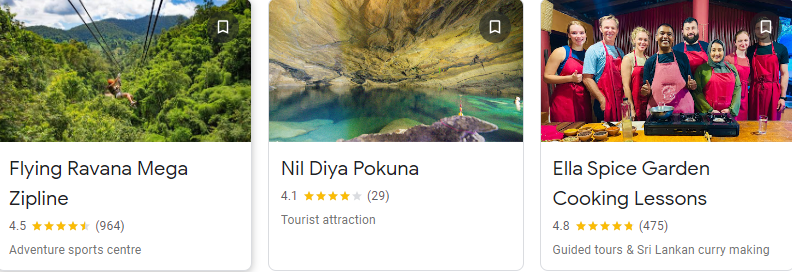 Flying Ravana Mega
Zipline
4.5 (964)
Adventure sports centre
Nil Diya Pokuna
4.1 (29)
Tourist attraction
Ella Spice Garden
Cooking Lessons
4.8 (475)
Guided tours & Sri Lankan curry making